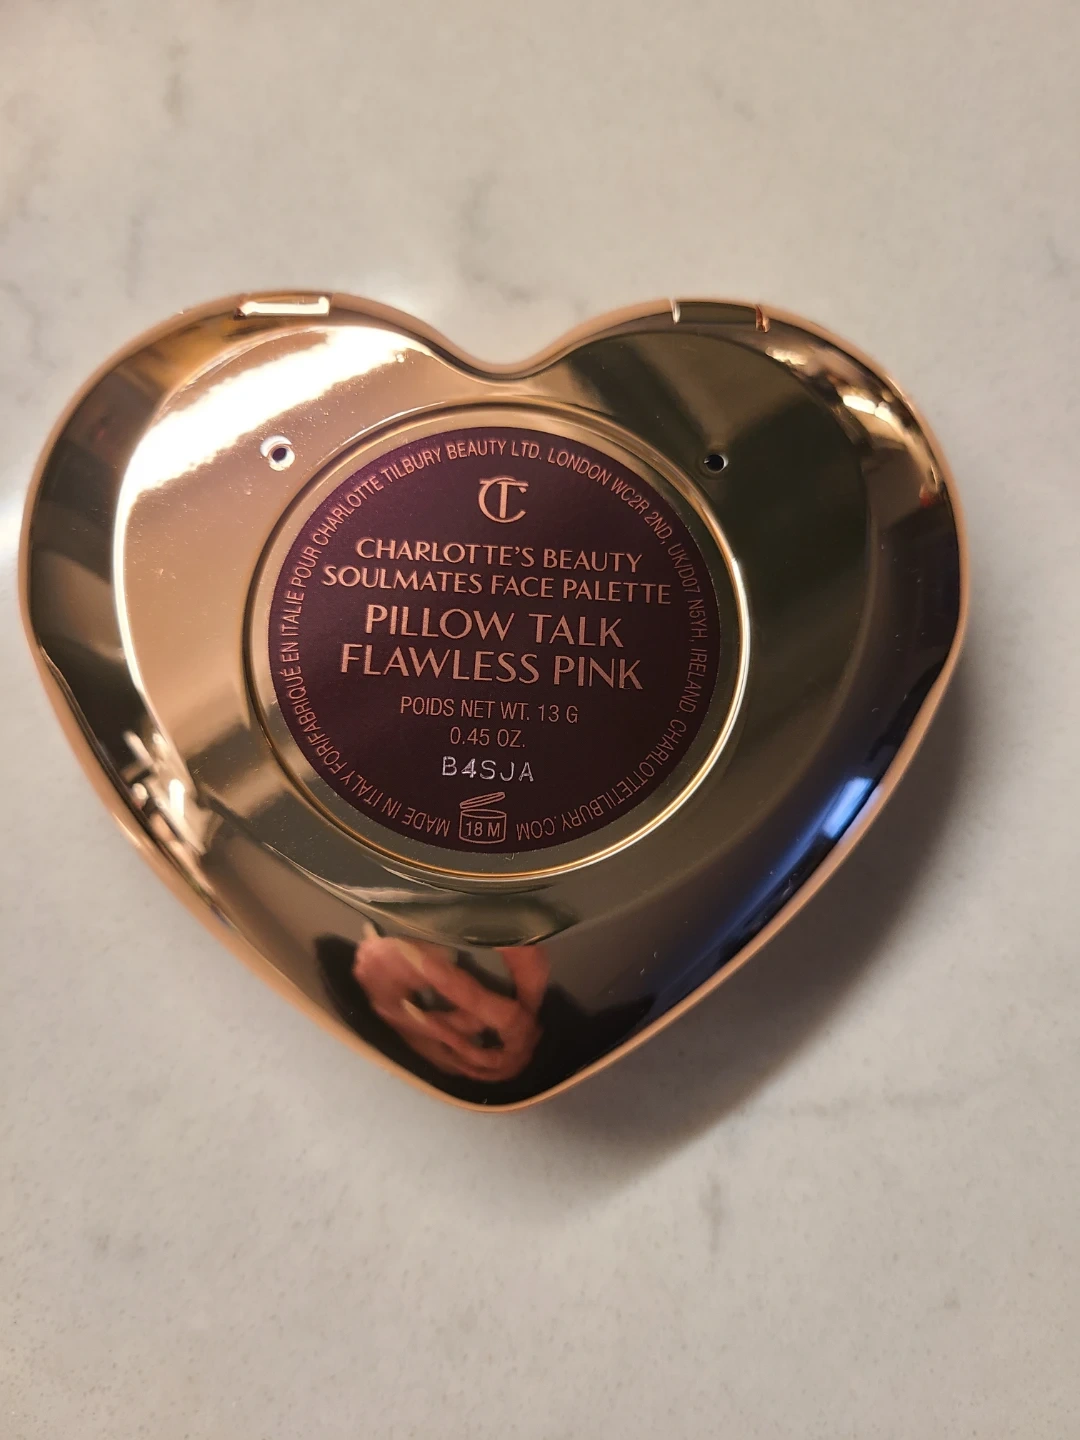 CT
CHARLOTTE'S BEAUTY
SOULMATES FACE PALETTE
PILLOW TALK
FLAWLESS PINK
POIDS NET WT. 13 G
0.45 OZ.
B4SJA
18 M
MADE IN ITALY FOR/FABRIQUÉ EN ITALIE POUR CHARLOTTE TILBURY BEAUTY LTD. LONDON WC2R 2ND, UK/D07 N5YH, IRELAND. CHARLOTTETILBURY.COM